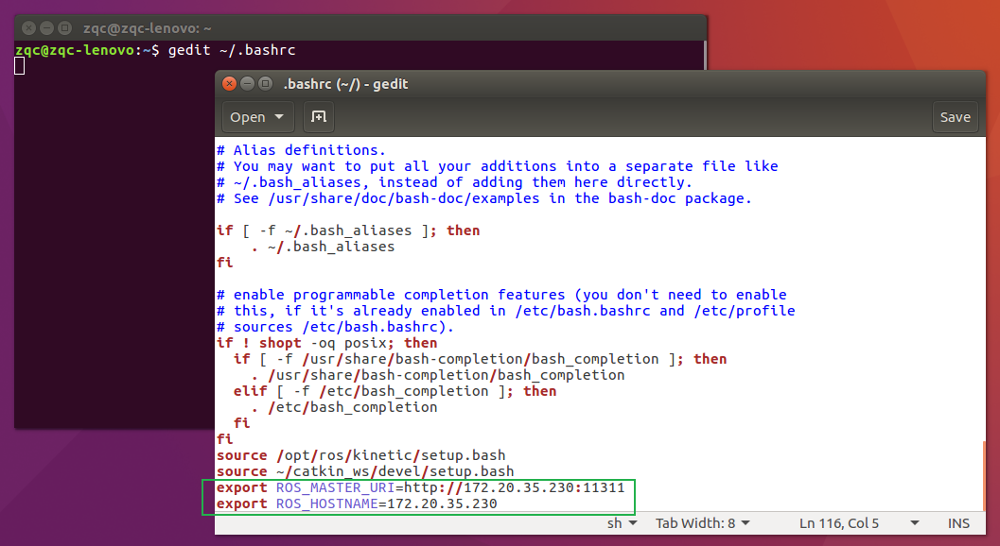 zqc@zqc-lenovo: ~
zqc@zqc-lenovo:~$ gedit ~/.bashrc
.bashrc (~/) - gedit
Open
Save
# Alias definitions.
# You may want to put all your additions into a separate file like
# ~/.bash_aliases, instead of adding them here directly.
# See /usr/share/doc/bash-doc/examples in the bash-doc package.
if [ -f ~/.bash_aliases ]; then
    . ~/.bash_aliases
fi
# enable programmable completion features (you don't need to enable
# this, if it's already enabled in /etc/bash.bashrc and /etc/profile
# sources /etc/bash.bashrc).
if ! shopt -oq posix; then
  if [ -f /usr/share/bash-completion/bash_completion ]; then
    . /usr/share/bash-completion/bash_completion
  elif [ -f /etc/bash_completion ]; then
    . /etc/bash_completion
  fi
fi
source /opt/ros/kinetic/setup.bash
source ~/catkin_ws/devel/setup.bash
export ROS_MASTER_URI=http://172.20.35.230:11311
export ROS_HOSTNAME=172.20.35.230
sh Tab Width: 8 Ln 116, Col 5 INS